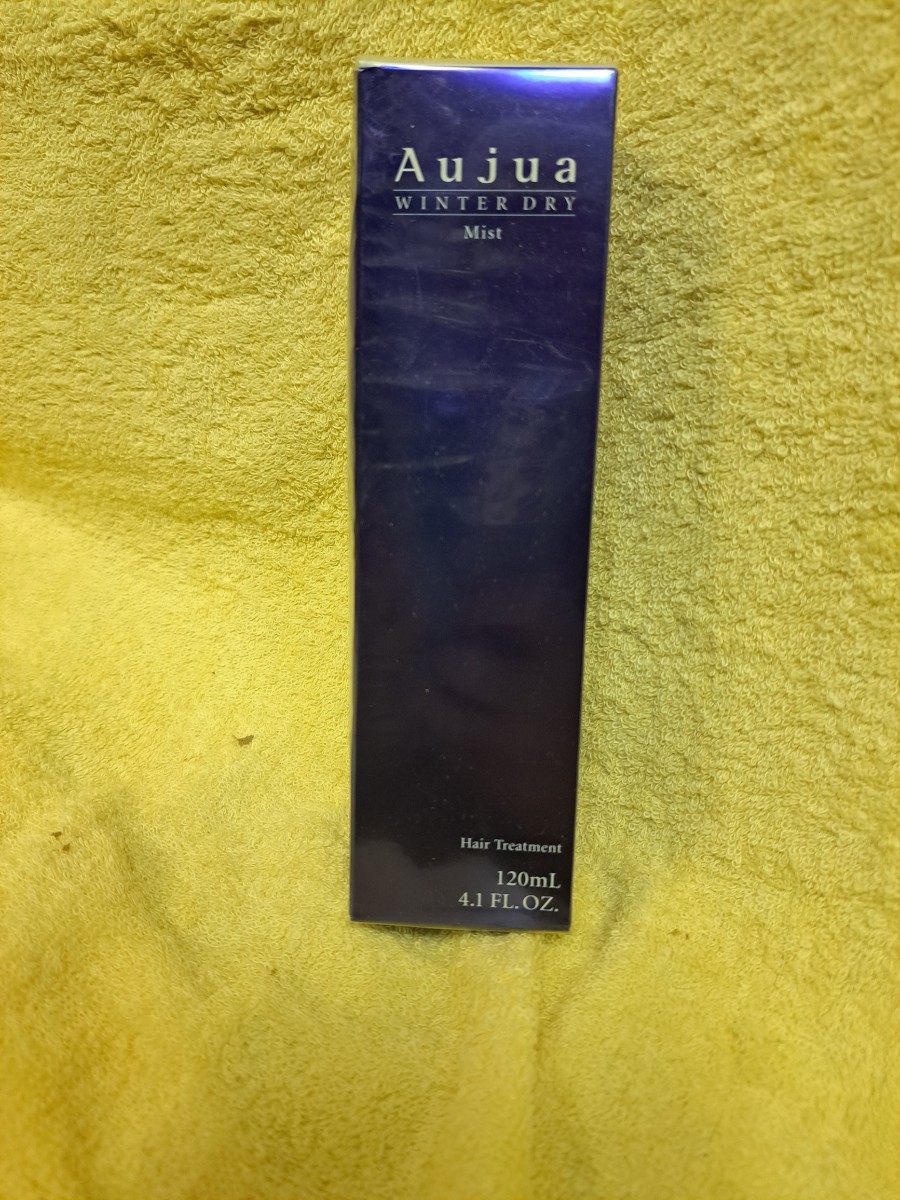 Aujua
WINTER DRY
Mist
Hair Treatment
120mL
4.1 FL.OZ.